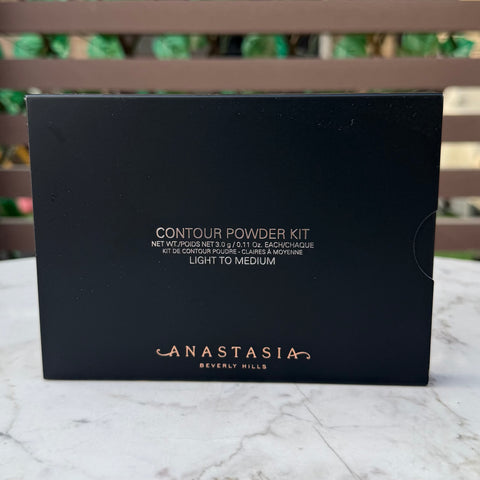 CONTOUR POWDER KIT
NET WT./POIDS NET 3.0 g / 0.11 Oz. EACH/CHAQUE
KIT DE CONTOUR POUDRE - CLAIRES À MOYENNE
LIGHT TO MEDIUM
ANASTASIA
BEVERLY HILLS